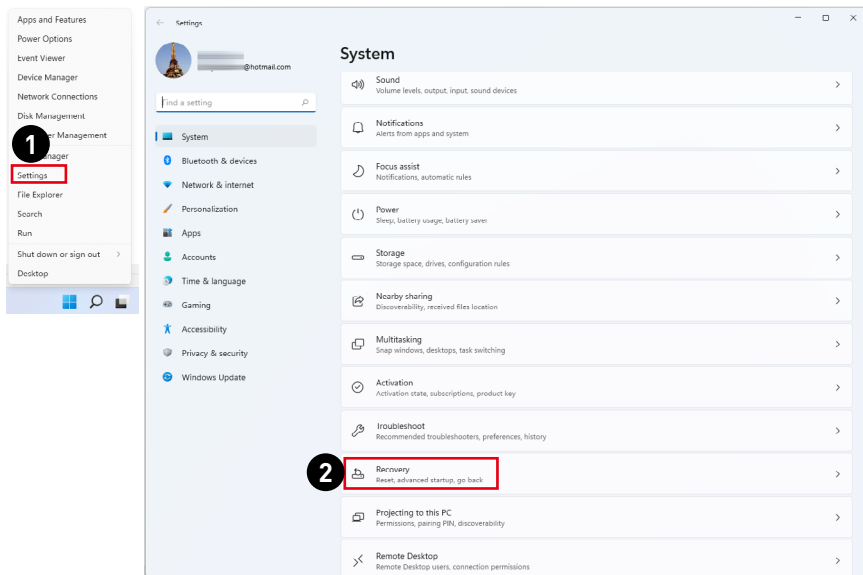 Apps and Features
Power Options
Event Viewer
Device Manager
Network Connections
Disk Management
Management
1
Settings
File Explorer
Search
Run
Shut down or sign out
Desktop
Settings
@hotmail.com
Find a setting
System
Bluetooth & devices
Network & internet
Personalization
Apps
Accounts
Time & language
Gaming
Accessibility
Privacy & security
Windows Update
System
Sound
Volume levels, output, input, sound devices
Notifications
Alerts from apps and system
Focus assist
Notifications, automatic rules
Power
Sleep, battery usage, battery saver
Storage
Storage space, drives, configuration rules
Nearby sharing
Discoverability, received files location
Multitasking
Snap windows, desktops, task switching
Activation
Activation state, subscriptions, product key
Troubleshoot
Recommended troubleshooters, preferences, history
2
Recovery
Reset, advanced startup, go back
Projecting to this PC
Permissions, pairing PIN, discoverability
Remote Desktop
Remote Desktop users, connection permissions